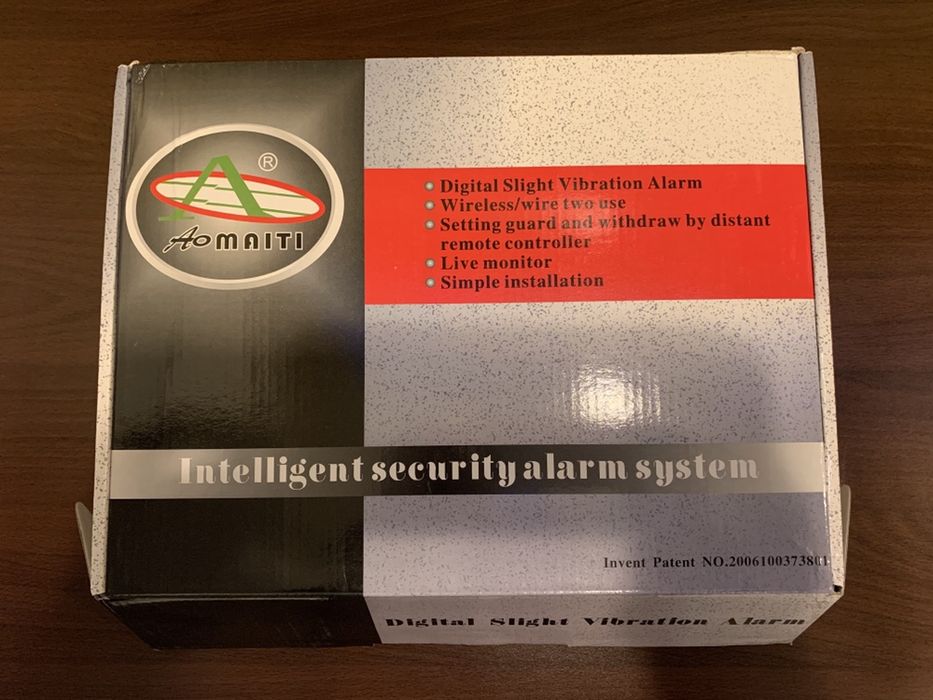 ®
A
AOMAITI
Digital Slight Vibration Alarm
Wireless/wire two use
Setting guard and withdraw by distant
remote controller
Live monitor
Simple installation
Intelligent security alarm system
Invent Patent NO.2006100373801
Digital Slight Vibration Alarm